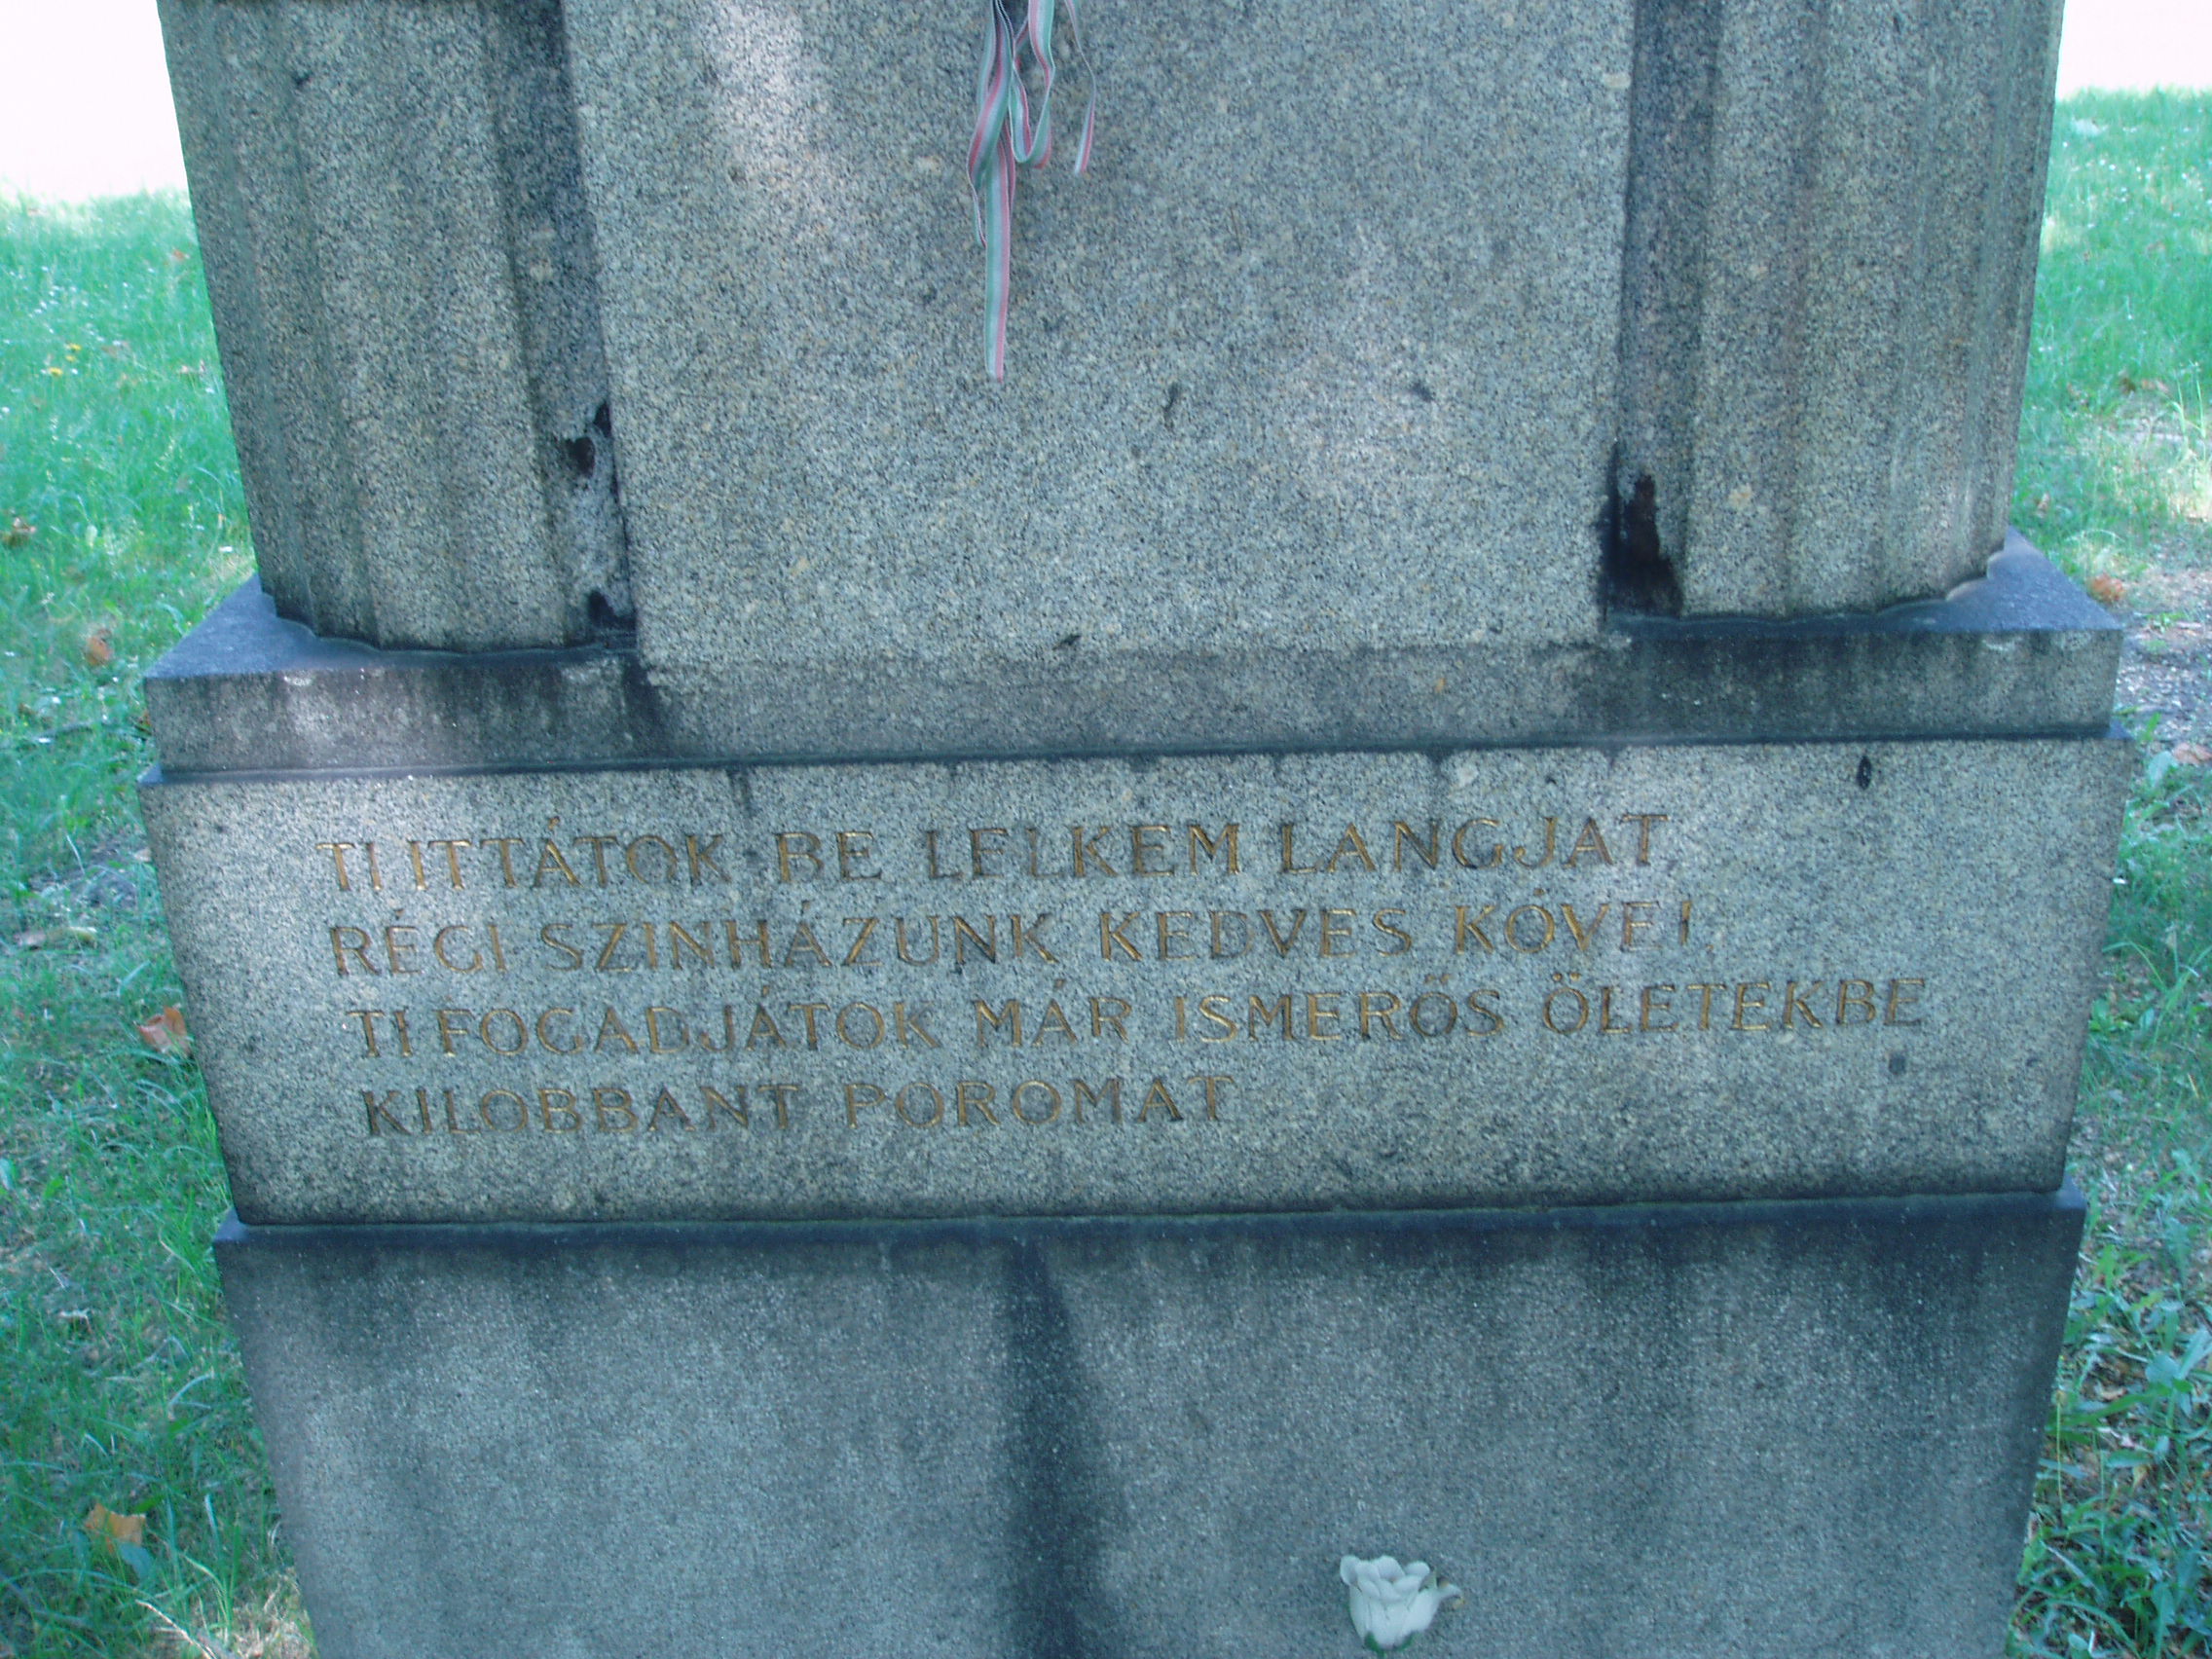 TI ITTÁTOK BE LELKEM LANGJAT
RÉGI SZINHÁZUNK KEDVES KÖVEI,
TI FOGADJÁTOK MÁR ISMERŐS ÖLETEKBE
KILOBBANT POROMAT